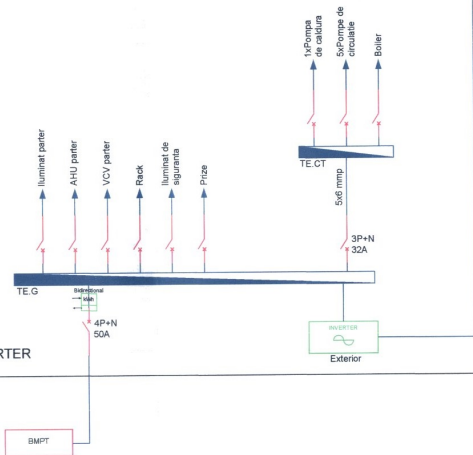 1xPompa
de caldura
5xPompe de
circulatie
Boiler
TE.CT
Iluminat parter
AHU parter
VCV parter
Rack
Iluminat de
siguranta
Prize
5x6 mmp
3P+N
32A
TE.G
Bidirectional
kWh
4P+N
50A
INVERTER
Exterior
RTER
BMPT